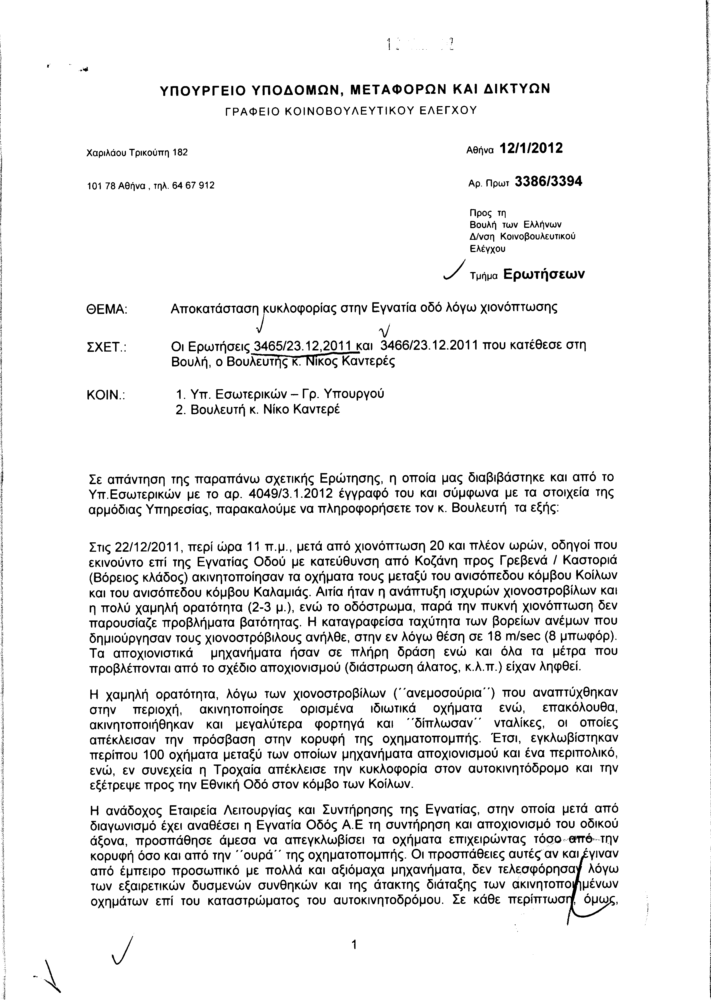 ΥΠΟΥΡΓΕΙΟ ΥΠΟΔΟΜΩΝ, ΜΕΤΑΦΟΡΩΝ ΚΑΙ ΔΙΚΤΥΩΝ
ΓΡΑΦΕΙΟ ΚΟΙΝΟΒΟΥΛΕΥΤΙΚΟΥ ΕΛΕΓΧΟΥ
Χαριλάου Τρικούπη 182
Αθήνα 12/1/2012
101 78 Αθήνα , τηλ. 64 67 912
Αρ. Πρωτ 3386/3394
Προς τη
Βουλή των Ελλήνων
Δ/νση Κοινοβουλευτικού
Ελέγχου
Τμήμα Ερωτήσεων
ΘΕΜΑ: Αποκατάσταση κυκλοφορίας στην Εγνατία οδό λόγω χιονόπτωσης
ΣΧΕΤ.: Οι Ερωτήσεις 3465/23.12,2011 και 3466/23.12.2011 που κατέθεσε στη
Βουλή, ο Βουλευτής κ. Νίκος Καντερές
ΚΟΙΝ.: 1. Υπ. Εσωτερικών – Γρ. Υπουργού
2. Βουλευτή κ. Νίκο Καντερέ
Σε απάντηση της παραπάνω σχετικής Ερώτησης, η οποία μας διαβιβάστηκε και από το
Υπ.Εσωτερικών με το αρ. 4049/3.1.2012 έγγραφό του και σύμφωνα με τα στοιχεία της
αρμόδιας Υπηρεσίας, παρακαλούμε να πληροφορήσετε τον κ. Βουλευτή τα εξής:
Στις 22/12/2011, περί ώρα 11 π.μ., μετά από χιονόπτωση 20 και πλέον ωρών, οδηγοί που
εκινούντο επί της Εγνατίας Οδού με κατεύθυνση από Κοζάνη προς Γρεβενά / Καστοριά
(Βόρειος κλάδος) ακινητοποίησαν τα οχήματα τους μεταξύ του ανισόπεδου κόμβου Κοίλων
και του ανισόπεδου κόμβου Καλαμιάς. Αιτία ήταν η ανάπτυξη ισχυρών χιονοστροβίλων και
η πολύ χαμηλή ορατότητα (2-3 μ.), ενώ το οδόστρωμα, παρά την πυκνή χιονόπτωση δεν
παρουσίαζε προβλήματα βατότητας. Η καταγραφείσα ταχύτητα των βορείων ανέμων που
δημιούργησαν τους χιονοστρόβιλους ανήλθε, στην εν λόγω θέση σε 18 m/sec (8 μπωφόρ).
Τα αποχιονιστικά μηχανήματα ήσαν σε πλήρη δράση ενώ και όλα τα μέτρα που
προβλέπονται από το σχέδιο αποχιονισμού (διάστρωση άλατος, κ.λ.π.) είχαν ληφθεί.
Η χαμηλή ορατότητα, λόγω των χιονοστροβίλων (΄΄ανεμοσούρια΄΄) που αναπτύχθηκαν
στην περιοχή, ακινητοποίησε ορισμένα ιδιωτικά οχήματα ενώ, επακόλουθα,
ακινητοποιήθηκαν και μεγαλύτερα φορτηγά και ΄΄δίπλωσαν΄΄ νταλίκες, οι οποίες
απέκλεισαν την πρόσβαση στην κορυφή της οχηματοπομπής. Έτσι, εγκλωβίστηκαν
περίπου 100 οχήματα μεταξύ των οποίων μηχανήματα αποχιονισμού και ένα περιπολικό,
ενώ, εν συνεχεία η Τροχαία απέκλεισε την κυκλοφορία στον αυτοκινητόδρομο και την
εξέτρεψε προς την Εθνική Οδό στον κόμβο των Κοίλων.
Η ανάδοχος Εταιρεία Λειτουργίας και Συντήρησης της Εγνατίας, στην οποία μετά από
διαγωνισμό έχει αναθέσει η Εγνατία Οδός Α.Ε τη συντήρηση και αποχιονισμό του οδικού
άξονα, προσπάθησε άμεσα να απεγκλωβίσει τα οχήματα επιχειρώντας τόσο από την
κορυφή όσο και από την ΄΄ουρά΄΄ της οχηματοπομπής. Οι προσπάθειες αυτές αν και έγιναν
από έμπειρο προσωπικό με πολλά και αξιόμαχα μηχανήματα, δεν τελεσφόρησαν λόγω
των εξαιρετικών δυσμενών συνθηκών και της άτακτης διάταξης των ακινητοποιημένων
οχημάτων επί του καταστρώματος του αυτοκινητοδρόμου. Σε κάθε περίπτωση, όμως,
1